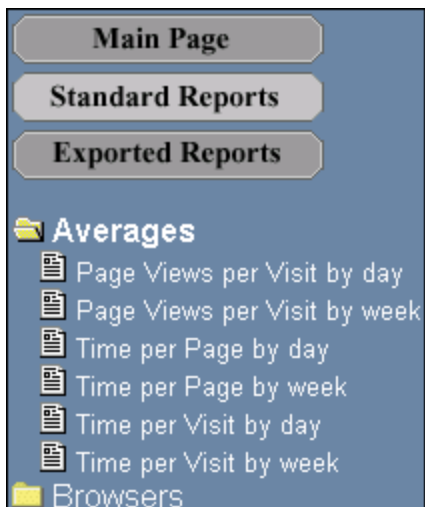 Main Page
Standard Reports
Exported Reports
Averages
Page Views per Visit by day
Page Views per Visit by week
Time per Page by day
Time per Page by week
Time per Visit by day
Time per Visit by week
Browsers